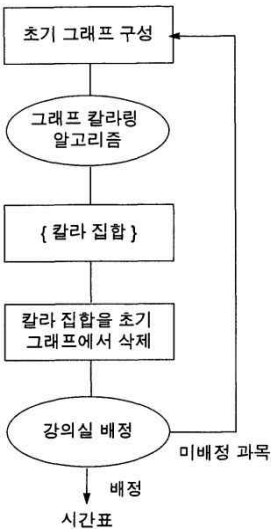 초기 그래프 구성
그래프 칼라링
알고리즘
{ 칼라 집합 }
칼라 집합을 초기
그래프에서 삭제
강의실 배정
미배정 과목
배정
시간표